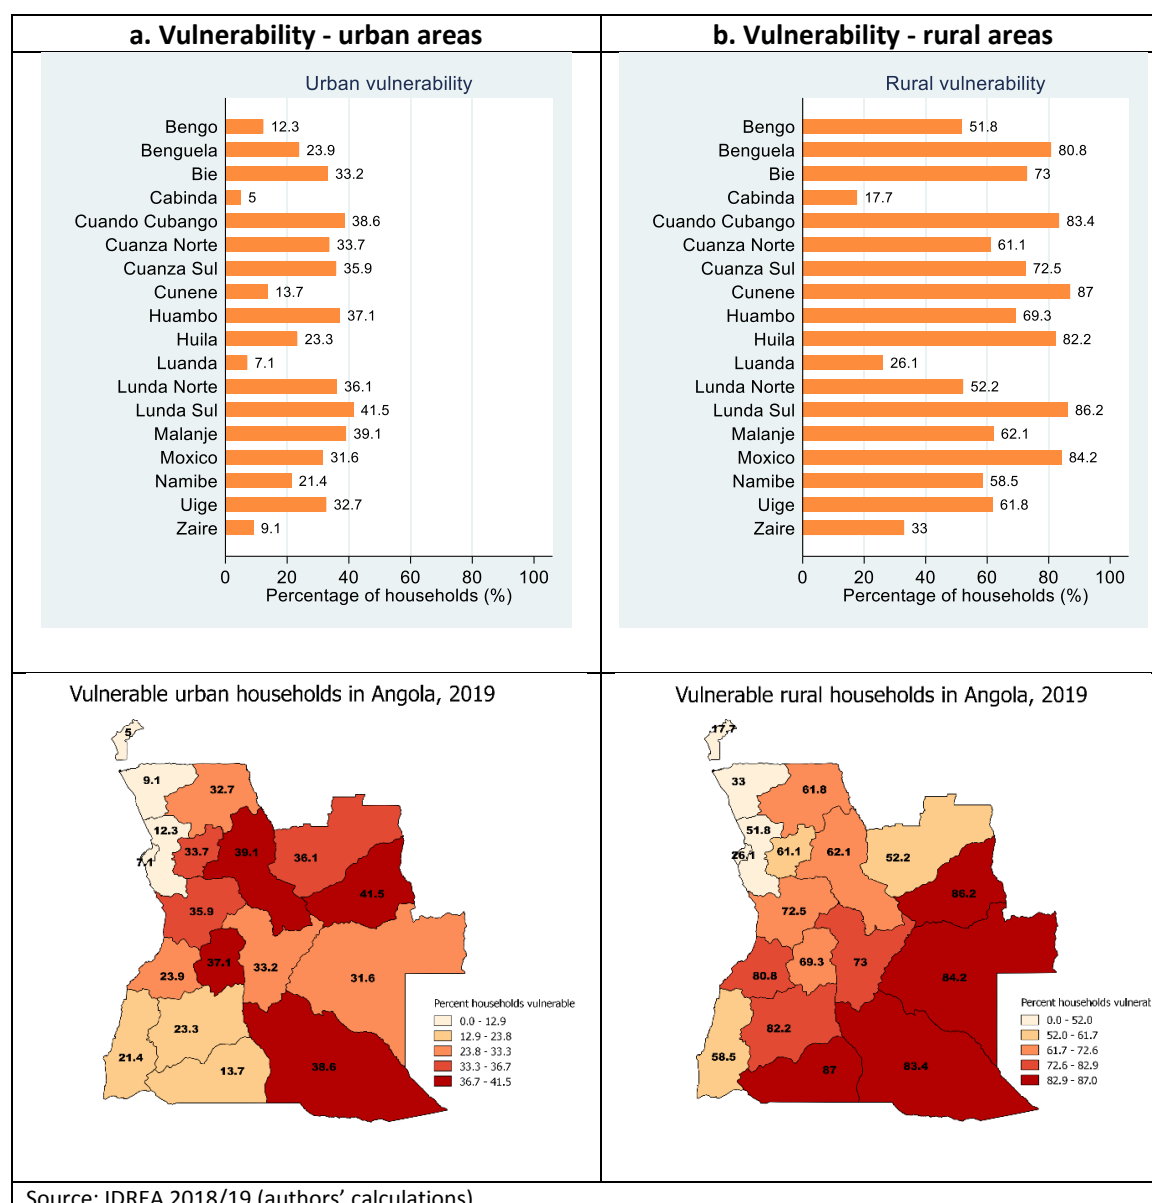 a. Vulnerability - urban areas
b. Vulnerability - rural areas
Urban vulnerability
Bengo 12.3
Benguela 23.9
Bie 33.2
Cabinda 5
Cuando Cubango 38.6
Cuanza Norte 33.7
Cuanza Sul 35.9
Cunene 13.7
Huambo 37.1
Huila 23.3
Luanda 7.1
Lunda Norte 36.1
Lunda Sul 41.5
Malanje 39.1
Moxico 31.6
Namibe 21.4
Uige 32.7
Zaire 9.1
0 20 40 60 80 100
Percentage of households (%)
Rural vulnerability
Bengo 51.8
Benguela 80.8
Bie 73
Cabinda 17.7
Cuando Cubango 83.4
Cuanza Norte 61.1
Cuanza Sul 72.5
Cunene 87
Huambo 69.3
Huila 82.2
Luanda 26.1
Lunda Norte 52.2
Lunda Sul 86.2
Malanje 62.1
Moxico 84.2
Namibe 58.5
Uige 61.8
Zaire 33
0 20 40 60 80 100
Percentage of households (%)
Vulnerable urban households in Angola, 2019
5
9.1
32.7
12.3
7.1
33.7
39.1
36.1
41.5
35.9
37.1
33.2
23.9
31.6
23.3
21.4
13.7
38.6
Percent households vulnerable
0.0 - 12.9
12.9 - 23.8
23.8 - 33.3
33.3 - 36.7
36.7 - 41.5
Vulnerable rural households in Angola, 2019
17.7
33
61.8
51.8
26.1
61.1
62.1
52.2
86.2
72.5
69.3
73
80.8
84.2
82.2
58.5
87
83.4
Percent households vulnerab
0.0 - 52.0
52.0 - 61.7
61.7 - 72.6
72.6 - 82.9
82.9 - 87.0
Source: IDREA 2018/19 (authors' calculations)